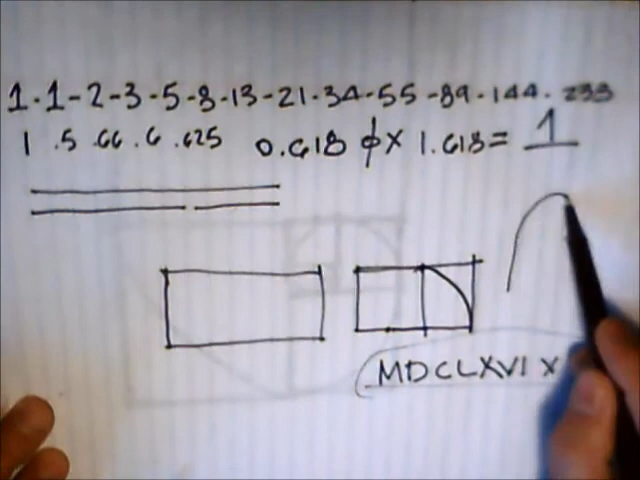 1-1-2-3-5-8-13-21-34-55-89-144-233
1 .5 .66 .6 .625 0.618 ϕ x 1.618 = 1
MDCLXVI X